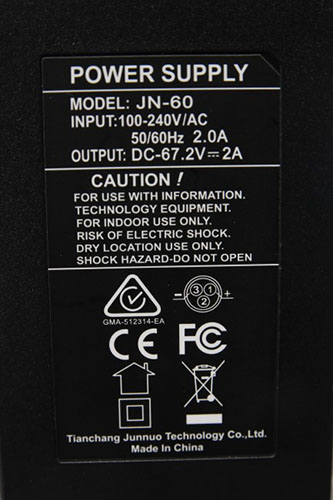 POWER SUPPLY
MODEL: JN-60
INPUT:100-240V/AC
50/60Hz 2.0A
OUTPUT: DC-67.2V⎓2A
CAUTION !
FOR USE WITH INFORMATION.
TECHNOLOGY EQUIPMENT.
FOR INDOOR USE ONLY.
RISK OF ELECTRIC SHOCK.
DRY LOCATION USE ONLY.
SHOCK HAZARD-DO NOT OPEN
− 3 1 2 +
GMA-512314-EA
CE FC
Tianchang Junnuo Technology Co.,Ltd.
Made In China